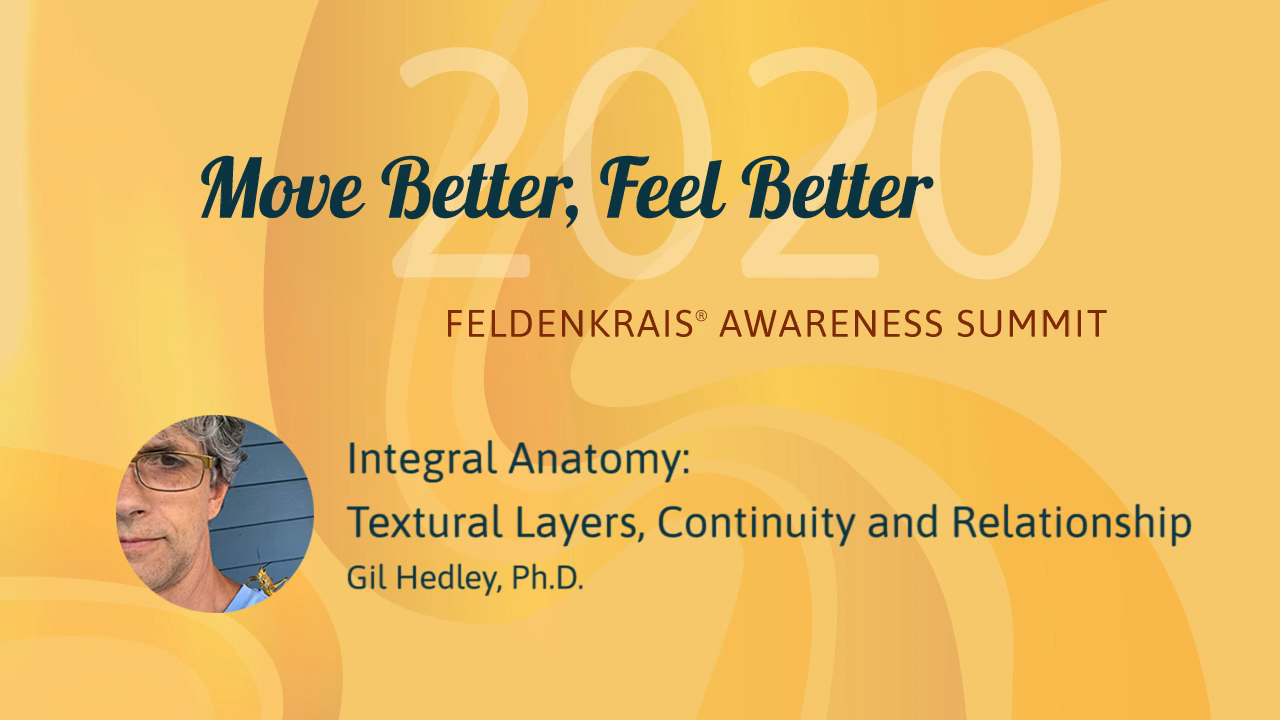 2020
Move Better, Feel Better
FELDENKRAIS® AWARENESS SUMMIT
Integral Anatomy:
Textural Layers, Continuity and Relationship
Gil Hedley, Ph.D.